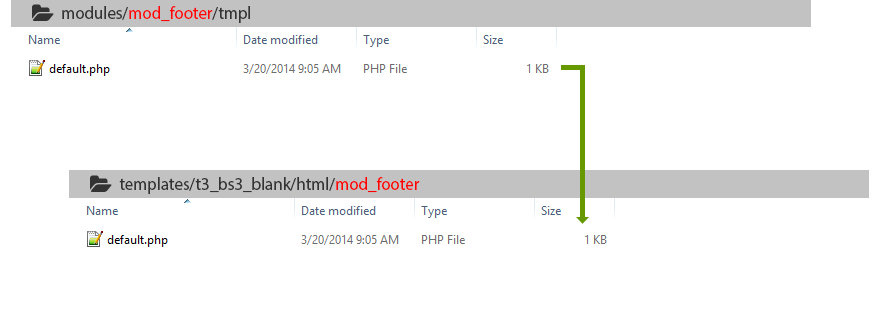 modules/mod_footer/tmpl
Name Date modified Type Size
default.php 3/20/2014 9:05 AM PHP File 1 KB
templates/t3_bs3_blank/html/mod_footer
Name Date modified Type Size
default.php 3/20/2014 9:05 AM PHP File 1 KB